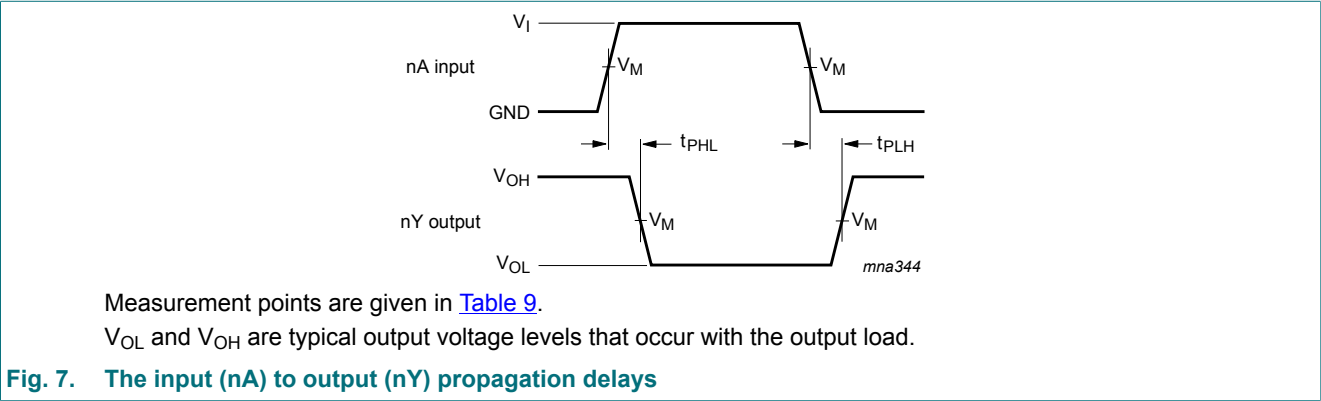 V_I
nA input
V_M
V_M
GND
t_PHL
t_PLH
V_OH
nY output
V_M
V_M
V_OL
mna344
Measurement points are given in Table 9.
V_OL and V_OH are typical output voltage levels that occur with the output load.
Fig. 7. The input (nA) to output (nY) propagation delays